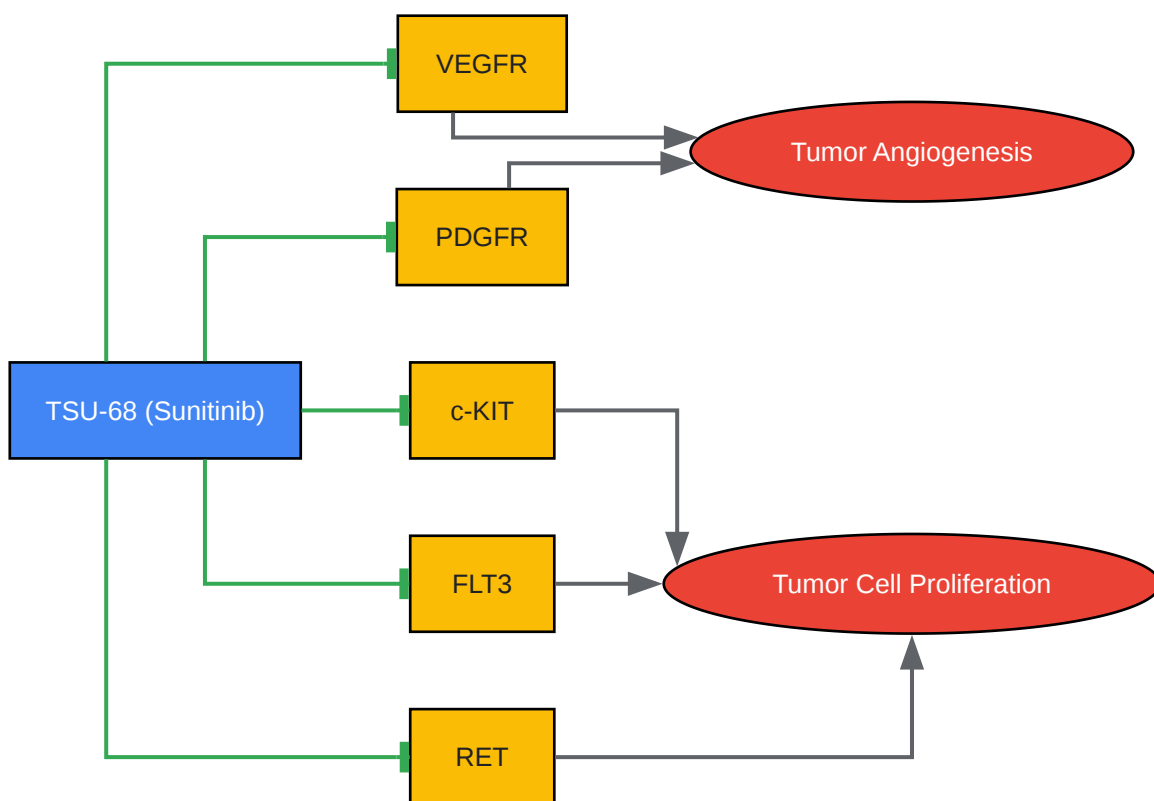 VEGFR
Tumor Angiogenesis
PDGFR
TSU-68 (Sunitinib)
c-KIT
FLT3
Tumor Cell Proliferation
RET